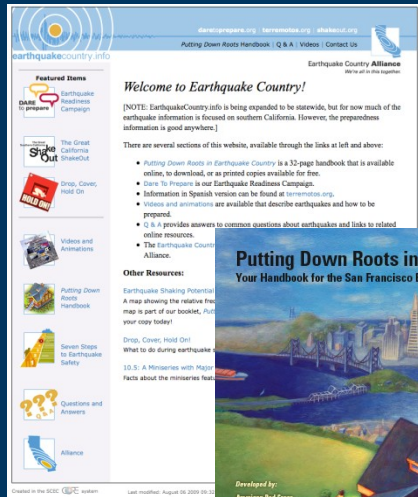 daretoprepare.org | terremotos.org | shakeout.org
Putting Down Roots Handbook | Q & A | Videos | Contact Us
earthquakecountry.info
Earthquake Country Alliance
We're all in this together.
Featured Items
DARE to prepare
Earthquake
Readiness
Campaign
Shake Out
The Great
California
ShakeOut
HOLD ON!
Drop, Cover,
Hold On
Videos and
Animations
Putting Down
Roots
Handbook
Seven Steps
to Earthquake
Safety
Questions and
Answers
Alliance
Welcome to Earthquake Country!
[NOTE: EarthquakeCountry.info is being expanded to be statewide, but for now much of the
earthquake information is focused on southern California. However, the preparedness
information is good anywhere.]
There are several sections of this website, available through the links at left and above:
• Putting Down Roots in Earthquake Country is a 32-page handbook that is available
online, to download, or as printed copies available for free.
• Dare To Prepare is our Earthquake Readiness Campaign.
• Information in Spanish version can be found at terremotos.org.
• Videos and animations are available that describe earthquakes and how to be
prepared.
• Q & A provides answers to common questions about earthquakes and links to related
online resources.
• The Earthquake Count
Alliance.
Other Resources:
Earthquake Shaking Potential
A map showing the relative fre
map is part of our booklet, Put
your copy today!
Drop, Cover, Hold On!
What to do during earthquake s
10.5: A Miniseries with Major
Facts about the miniseries feat
Putting Down Roots in
Your Handbook for the San Francisco
Developed by:
American Red Cross
Created in the SCEC system
Last modified: August